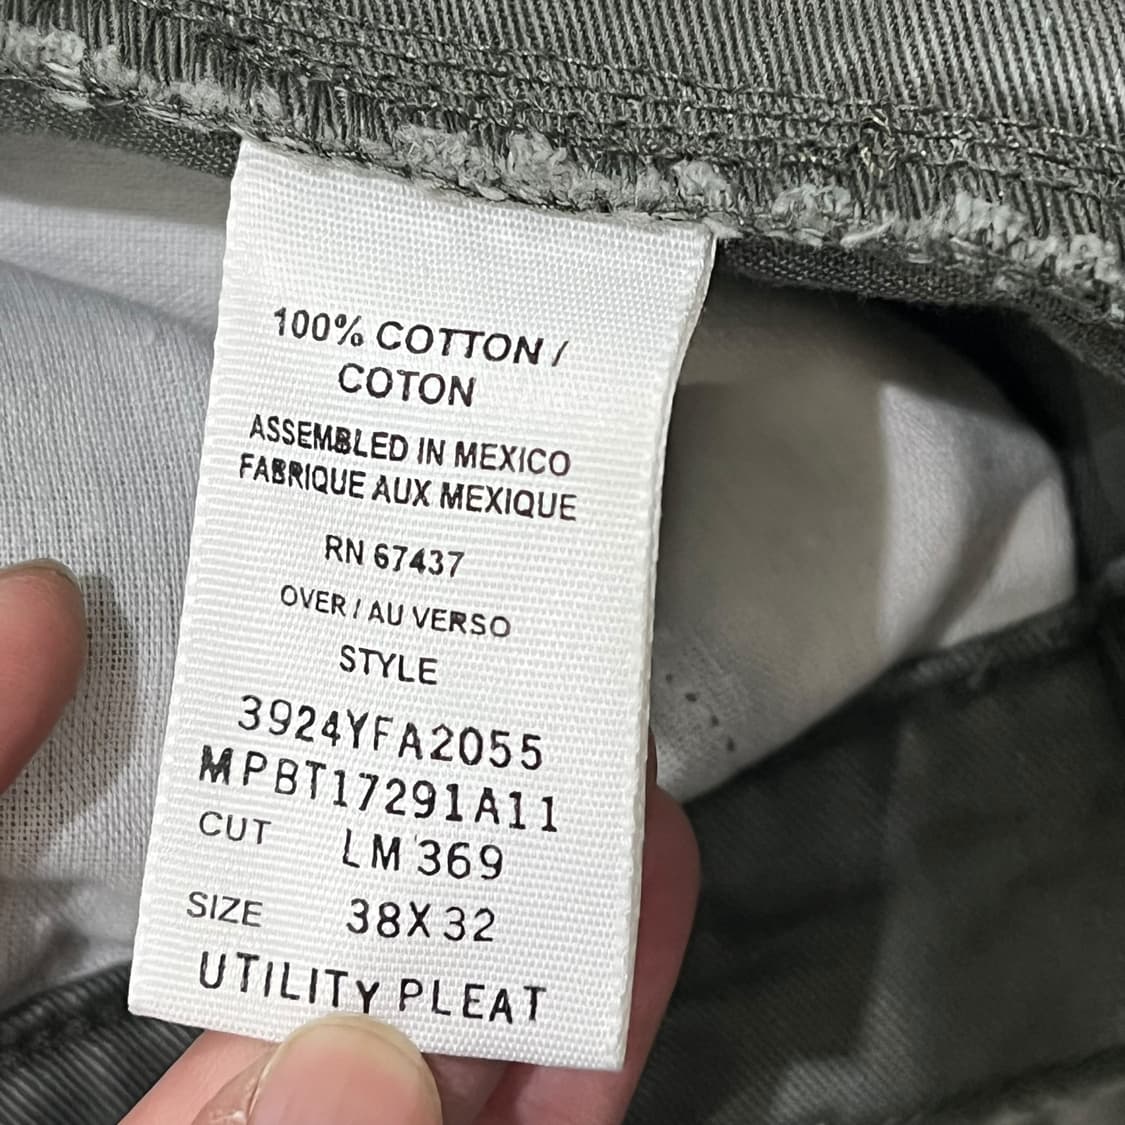 100% COTTON /
COTON
ASSEMBLED IN MEXICO
FABRIQUE AUX MEXIQUE
RN 67437
OVER / AU VERSO
STYLE
3924YFA2055
MPBT17291A11
CUT LM 369
SIZE 38X32
UTILITY PLEAT